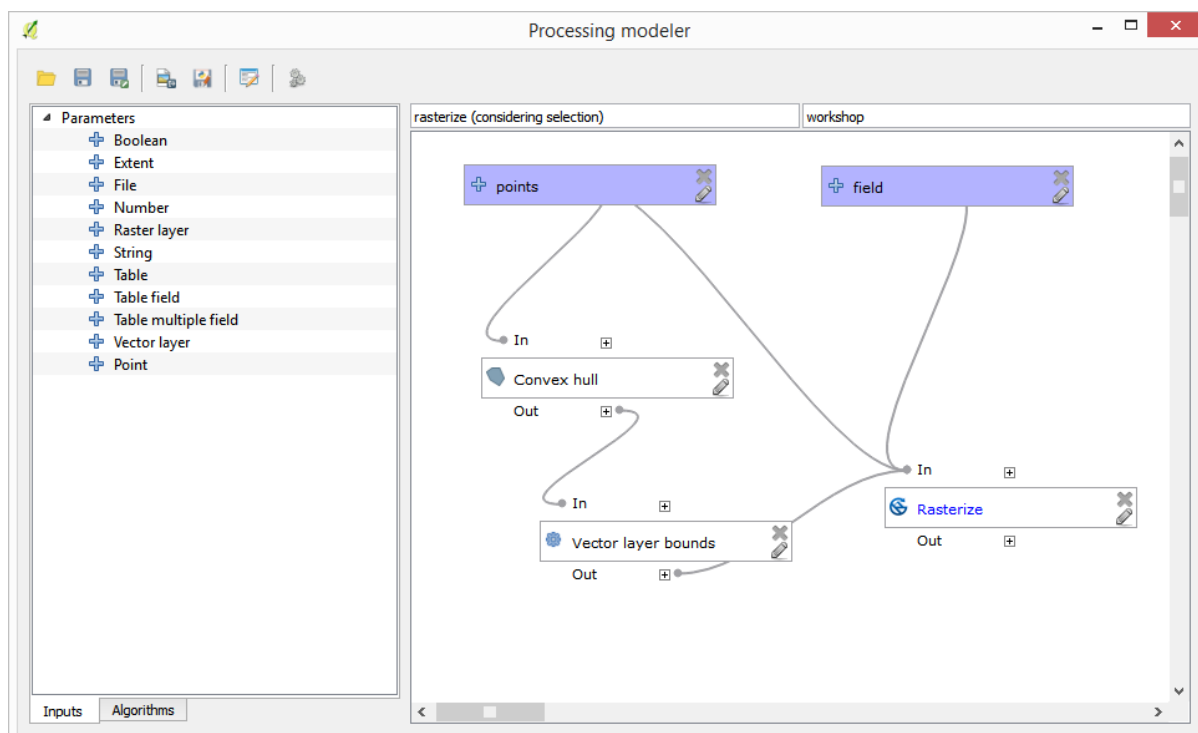 Processing modeler
Parameters
Boolean
Extent
File
Number
Raster layer
String
Table
Table field
Table multiple field
Vector layer
Point
Inputs
Algorithms
rasterize (considering selection)
workshop
points
field
In
Convex hull
Out
In
Rasterize
Out
In
Vector layer bounds
Out